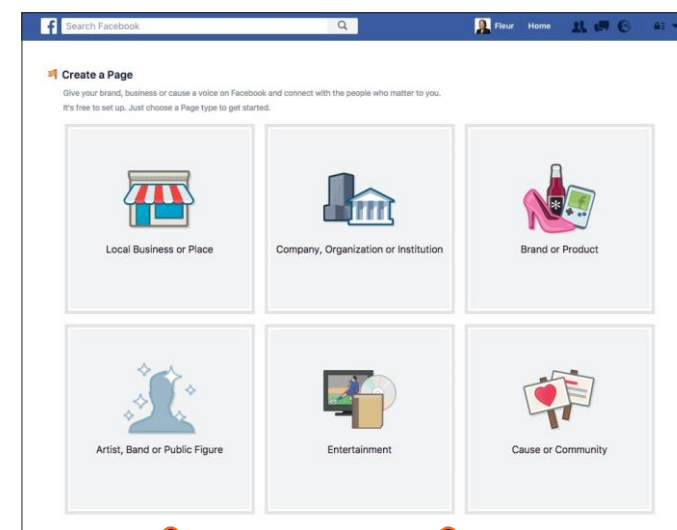 f
Search Facebook
Fleur Home
Create a Page
Give your brand, business or cause a voice on Facebook and connect with the people who matter to you.
It's free to set up. Just choose a Page type to get started.
Local Business or Place
Company, Organization or Institution
Brand or Product
Artist, Band or Public Figure
Entertainment
Cause or Community